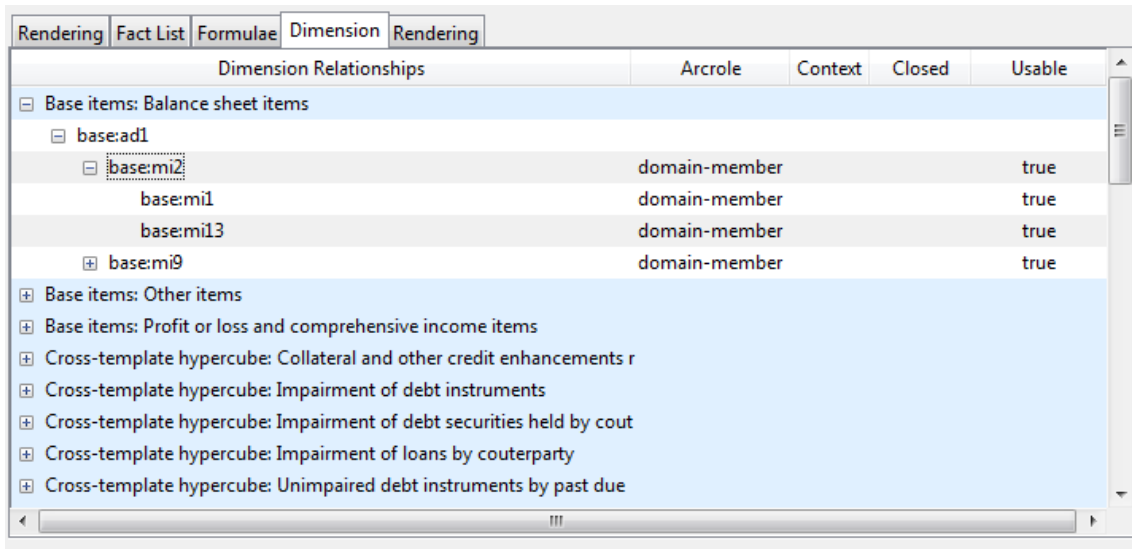 Rendering Fact List Formulae Dimension Rendering
Dimension Relationships Arcrole Context Closed Usable
Base items: Balance sheet items
base:ad1
base:mi2 domain-member true
base:mi1 domain-member true
base:mi13 domain-member true
base:mi9 domain-member true
Base items: Other items
Base items: Profit or loss and comprehensive income items
Cross-template hypercube: Collateral and other credit enhancements r
Cross-template hypercube: Impairment of debt instruments
Cross-template hypercube: Impairment of debt securities held by cout
Cross-template hypercube: Impairment of loans by couterparty
Cross-template hypercube: Unimpaired debt instruments by past due